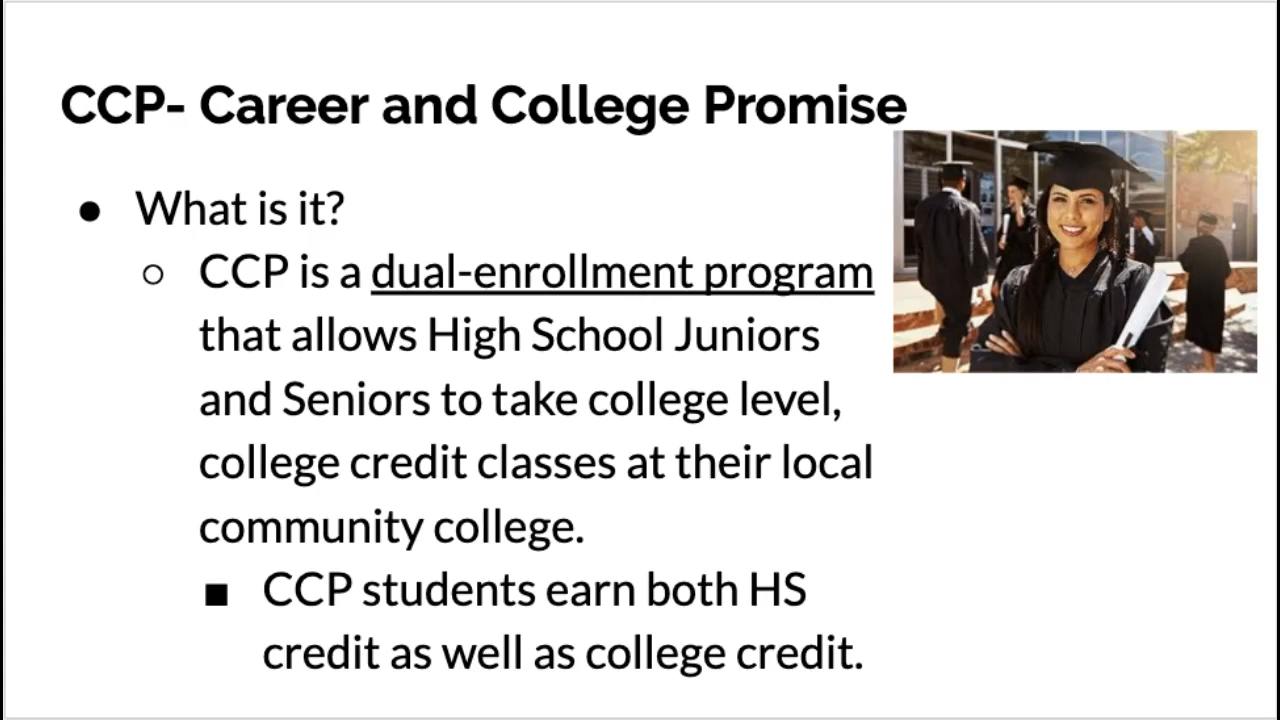 CCP- Career and College Promise
● What is it?
○ CCP is a dual-enrollment program
that allows High School Juniors
and Seniors to take college level,
college credit classes at their local
community college.
■ CCP students earn both HS
credit as well as college credit.